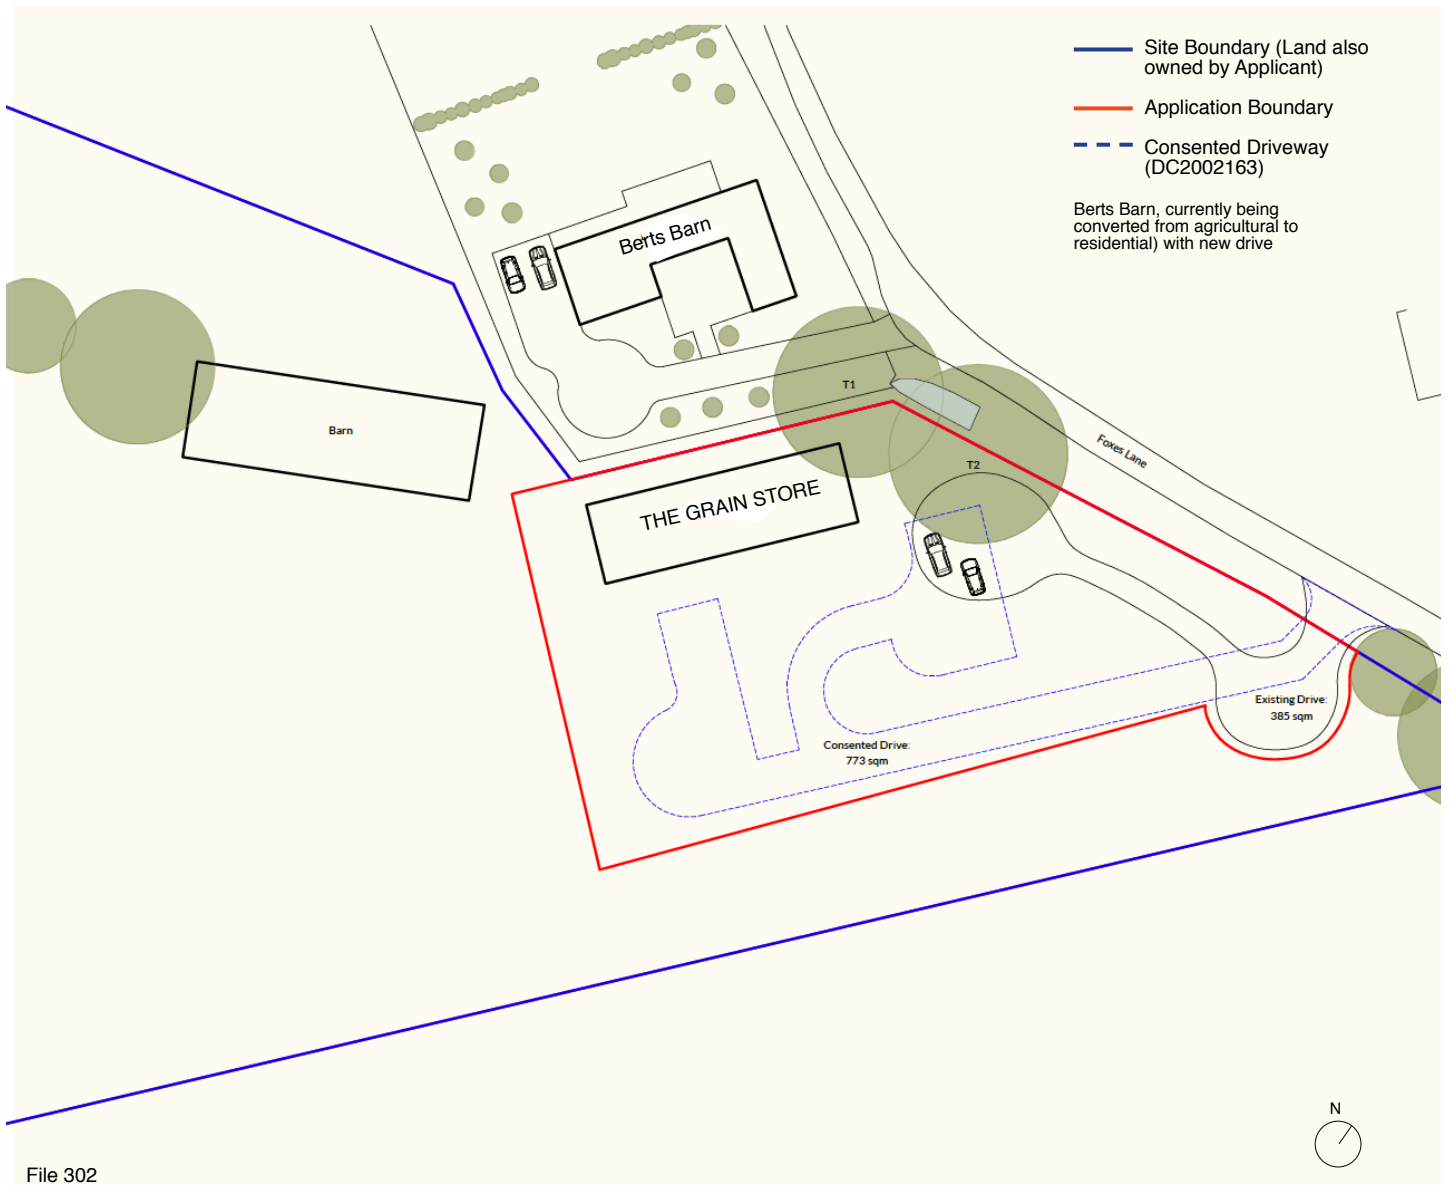 Site Boundary (Land also
owned by Applicant)
Application Boundary
Consented Driveway
(DC2002163)
Berts Barn, currently being
converted from agricultural to
residential) with new drive
Berts Barn
T1
Barn
Foxes Lane
T2
THE GRAIN STORE
Existing Drive:
385 sqm
Consented Drive:
773 sqm
N
File 302